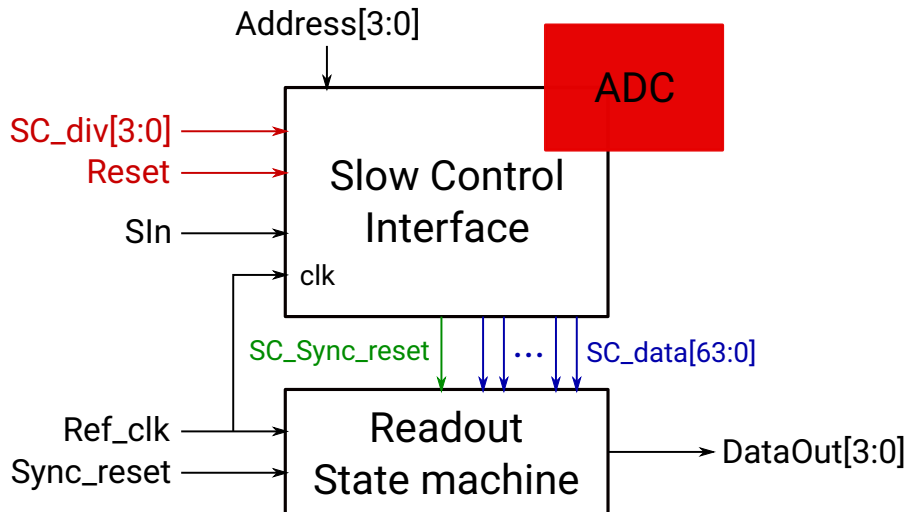 Address[3:0]
ADC
SC_div[3:0]
Reset
Slow Control
Interface
SIn
clk
SC_Sync_reset
...
SC_data[63:0]
Ref_clk
Readout
State machine
Sync_reset
DataOut[3:0]